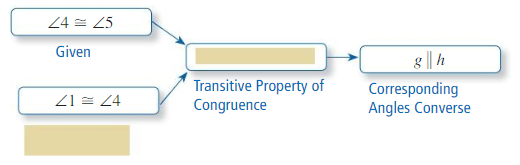 ∠4 ≅ ∠5
Given
∠1 ≅ ∠4
Transitive Property of
Congruence
g ∥ h
Corresponding
Angles Converse